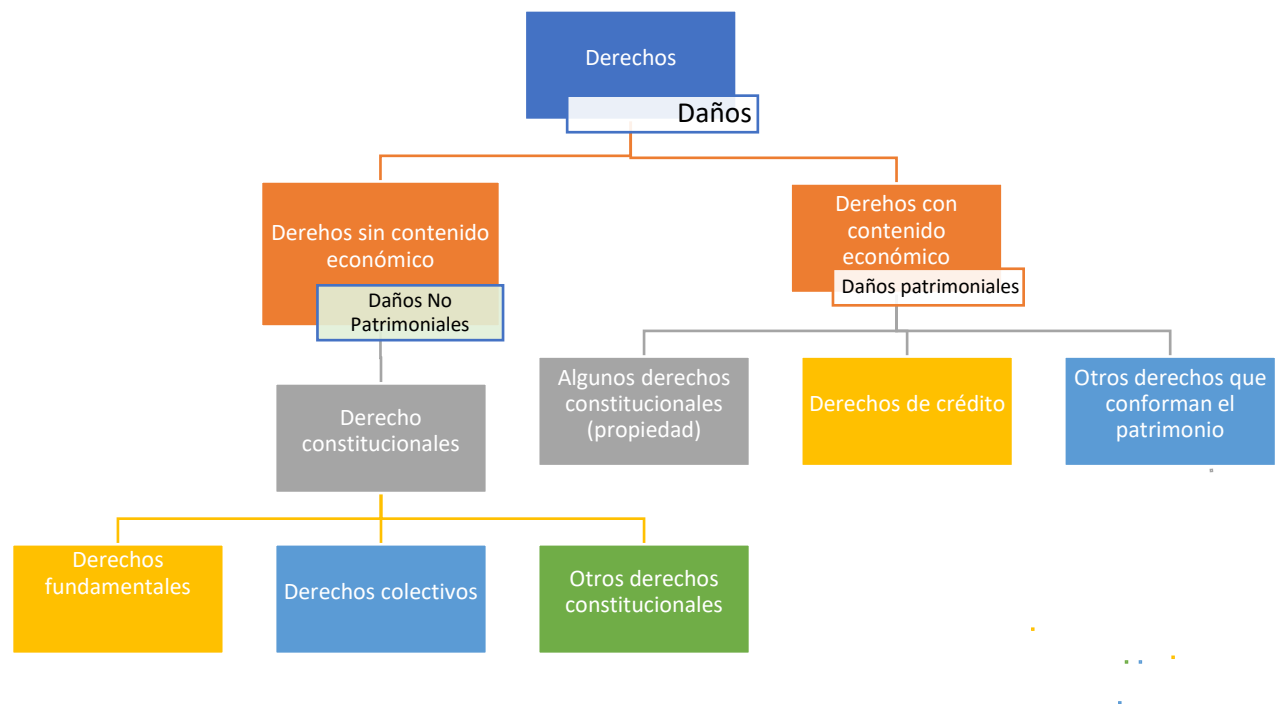 Derechos
Daños
Derehos sin contenido
económico
Daños No
Patrimoniales
Derehos con
contenido
económico
Daños patrimoniales
Derecho
constitucionales
Algunos derechos
constitucionales
(propiedad)
Derechos de crédito
Otros derechos que
conforman el
patrimonio
Derechos
fundamentales
Derechos colectivos
Otros derechos
constitucionales